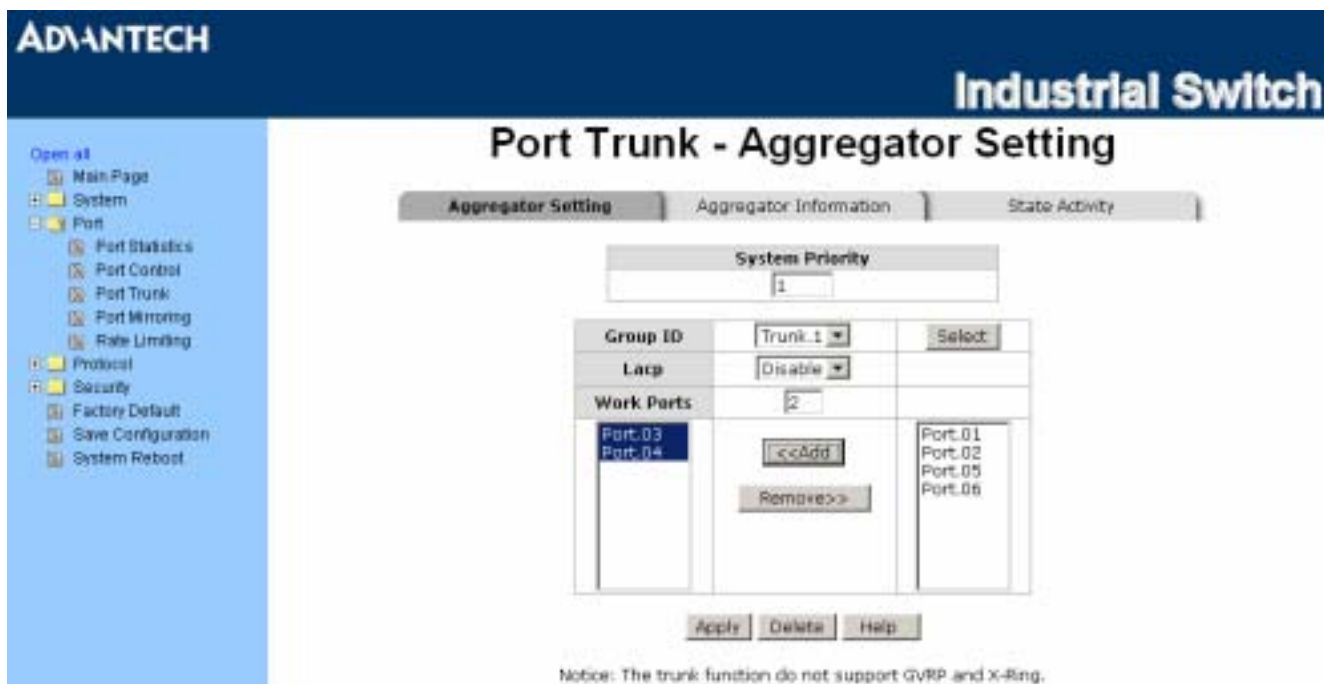 ADVANTECH
Industrial Switch
Open all
Main Page
System
Port
Port Statistics
Port Control
Port Trunk
Port Mirroring
Rate Limiting
Protocol
Security
Factory Default
Save Configuration
System Reboot
Port Trunk - Aggregator Setting
Aggregator Setting
Aggregator Information
State Activity
System Priority
1
Group ID
Trunk.1
Select
Lacp
Disable
Work Ports
2
Port.03
Port.04
<<Add
Remove>>
Port.01
Port.02
Port.05
Port.06
Apply
Delete
Help
Notice: The trunk function do not support GVRP and X-Ring.